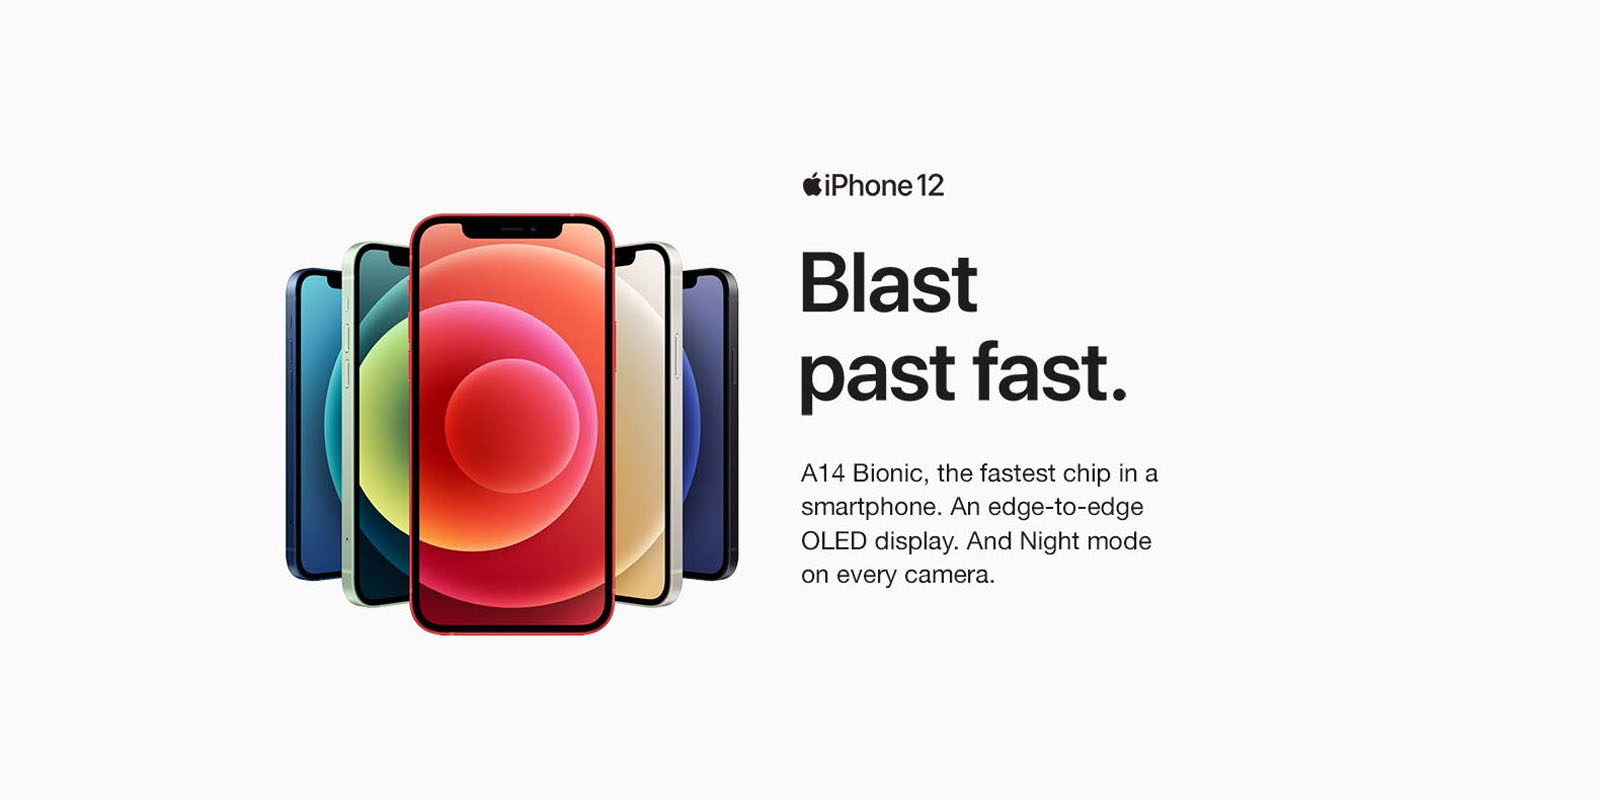 iPhone 12
Blast
past fast.
A14 Bionic, the fastest chip in a
smartphone. An edge-to-edge
OLED display. And Night mode
on every camera.